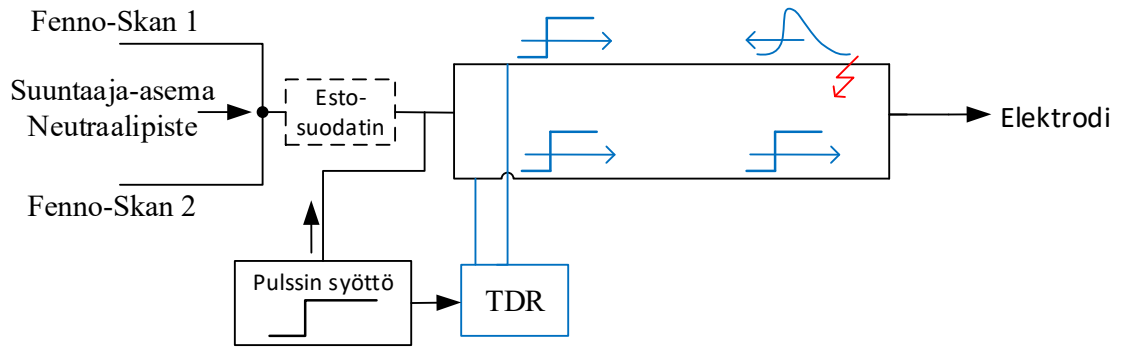 Fenno-Skan 1
Suuntaaja-asema
Neutraalipiste
Esto-
suodatin
Elektrodi
Fenno-Skan 2
Pulssin syöttö
TDR